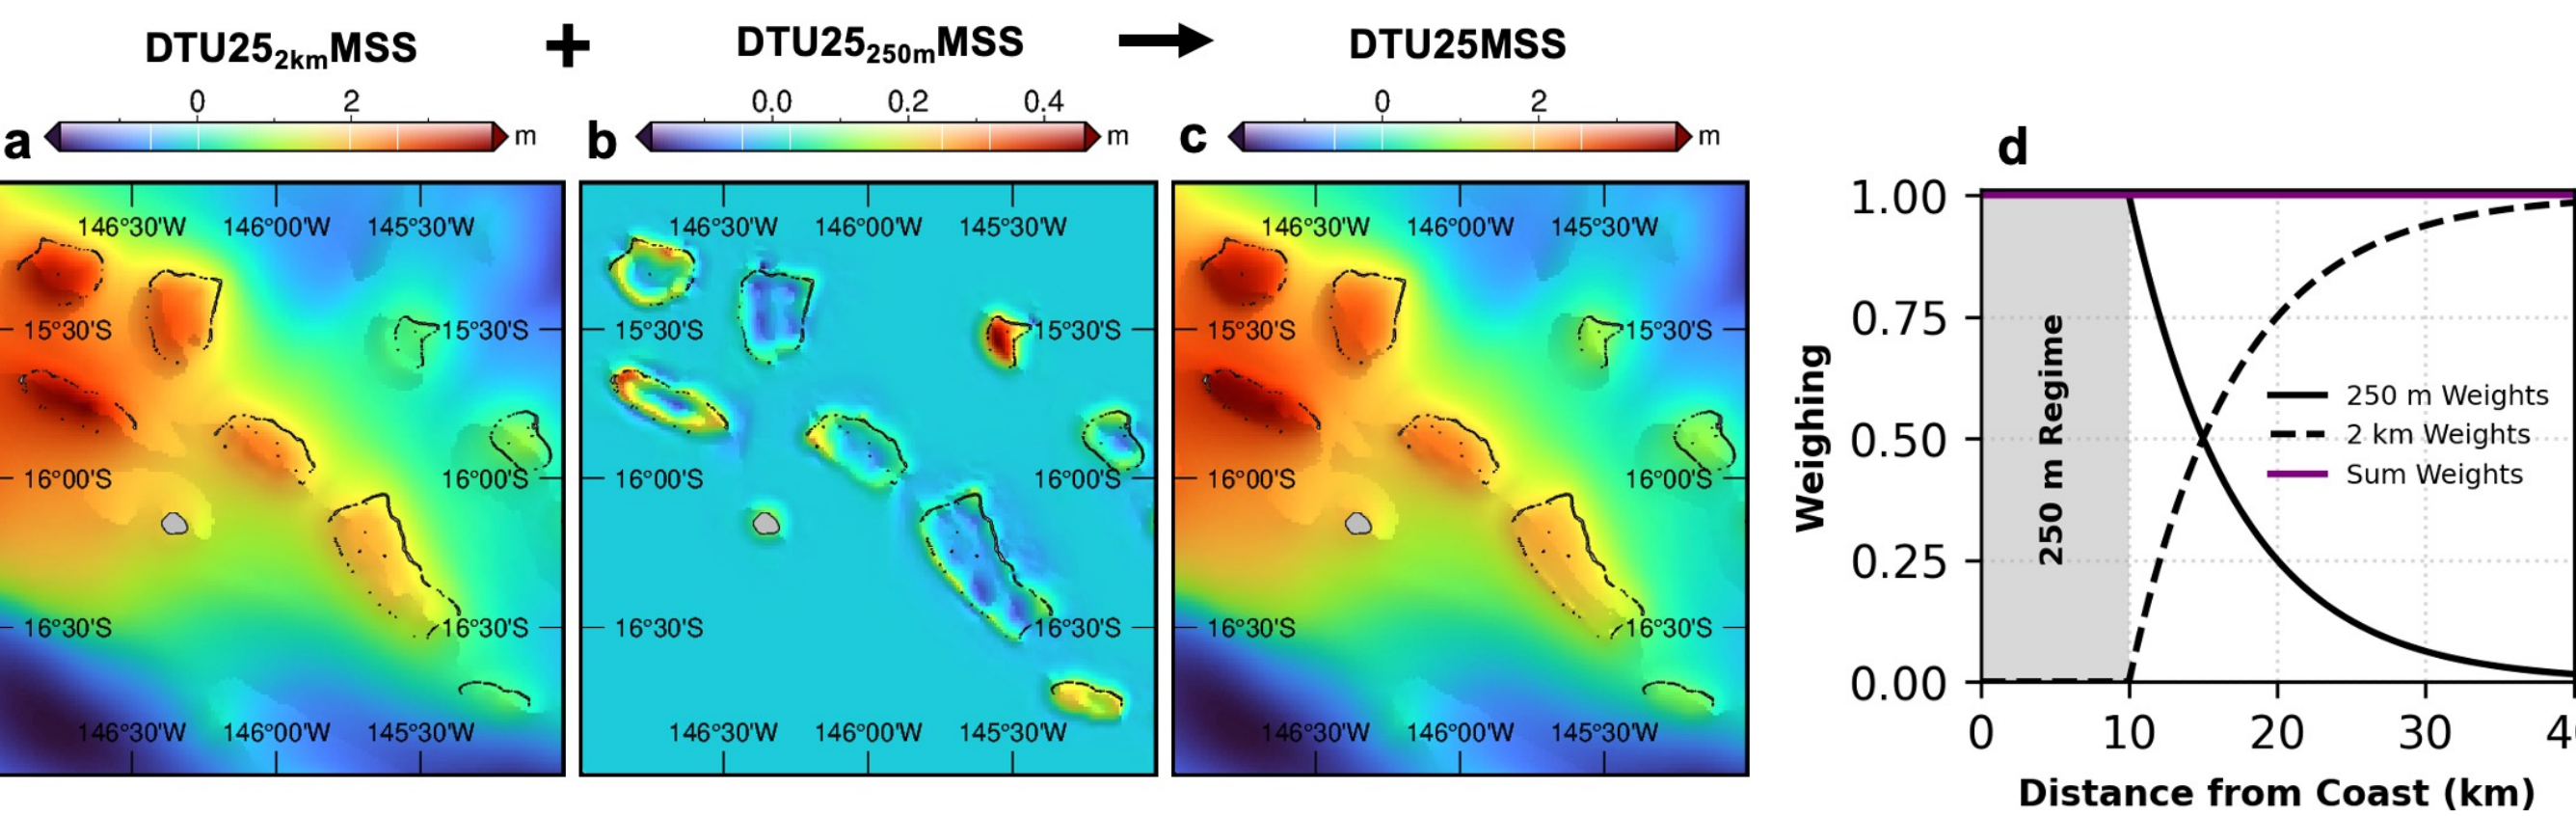 DTU252kmMSS + DTU25250mMSS → DTU25MSS
0 2 m
0.0 0.2 0.4 m
0 2 m
a
146°30'W 146°00'W 145°30'W
15°30'S 15°30'S
16°00'S 16°00'S
16°30'S 16°30'S
146°30'W 146°00'W 145°30'W
b
146°30'W 146°00'W 145°30'W
15°30'S 15°30'S
16°00'S 16°00'S
16°30'S 16°30'S
146°30'W 146°00'W 145°30'W
c
146°30'W 146°00'W 145°30'W
15°30'S 15°30'S
16°00'S 16°00'S
16°30'S 16°30'S
146°30'W 146°00'W 145°30'W
d
Weighing
1.00
0.75
0.50
0.25
0.00
250 m Regime
250 m Weights
2 km Weights
Sum Weights
0 10 20 30
Distance from Coast (km)